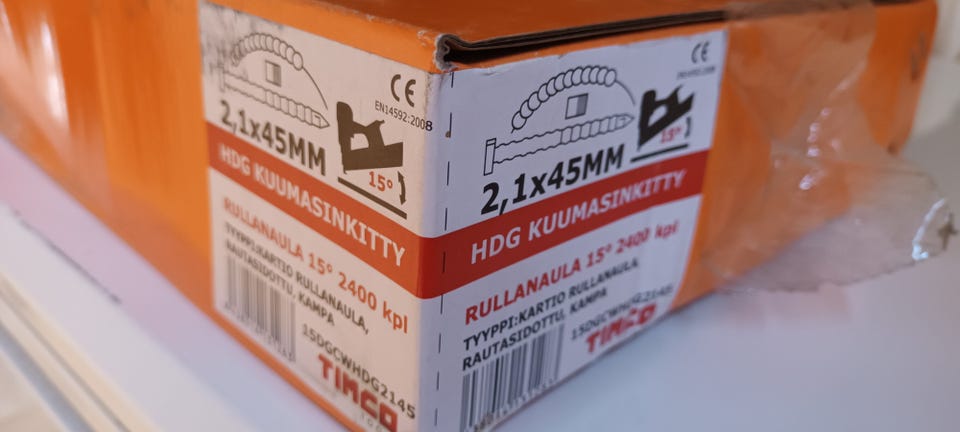 CE
EN14592:2008
2,1x45MM
15°
HDG KUUMASINKITTY
RULLANAULA 15° 2400 kpl
TYYPPI:KARTIO RULLANAULA,
RAUTASIDOTTU, KAMPA
15DGCWHDG2145
TIMCO
CE
2,1x45MM
15°
HDG KUUMASINKITTY
RULLANAULA 15° 2400 kpl
TYYPPI:KARTIO RULLANAULA,
RAUTASIDOTTU, KAMPA
15DGCWHDG2145
TIMCO